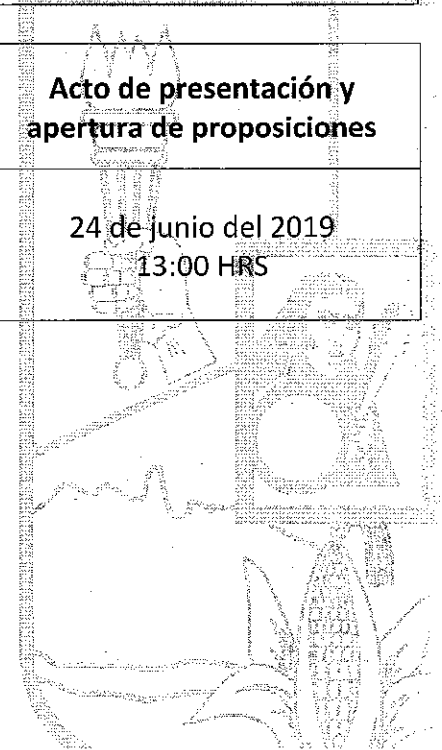 Acto de presentación y
apertura de proposiciones
24 de junio del 2019
13:00 HRS